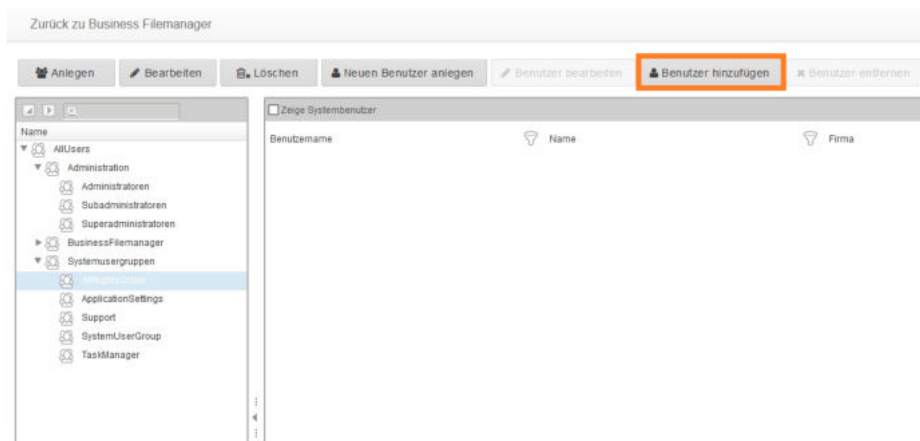 Zurück zu Business Filemanager
Anlegen Bearbeiten Löschen Neuen Benutzer anlegen Benutzer bearbeiten Benutzer hinzufügen Benutzer entfernen
Zeige Systembenutzer
Name
Benutzername Name Firma
AllUsers
Administration
Administratoren
Subadministratoren
Superadministratoren
BusinessFilemanager
Systemusergruppen
ApplicationSettings
Support
SystemUserGroup
TaskManager